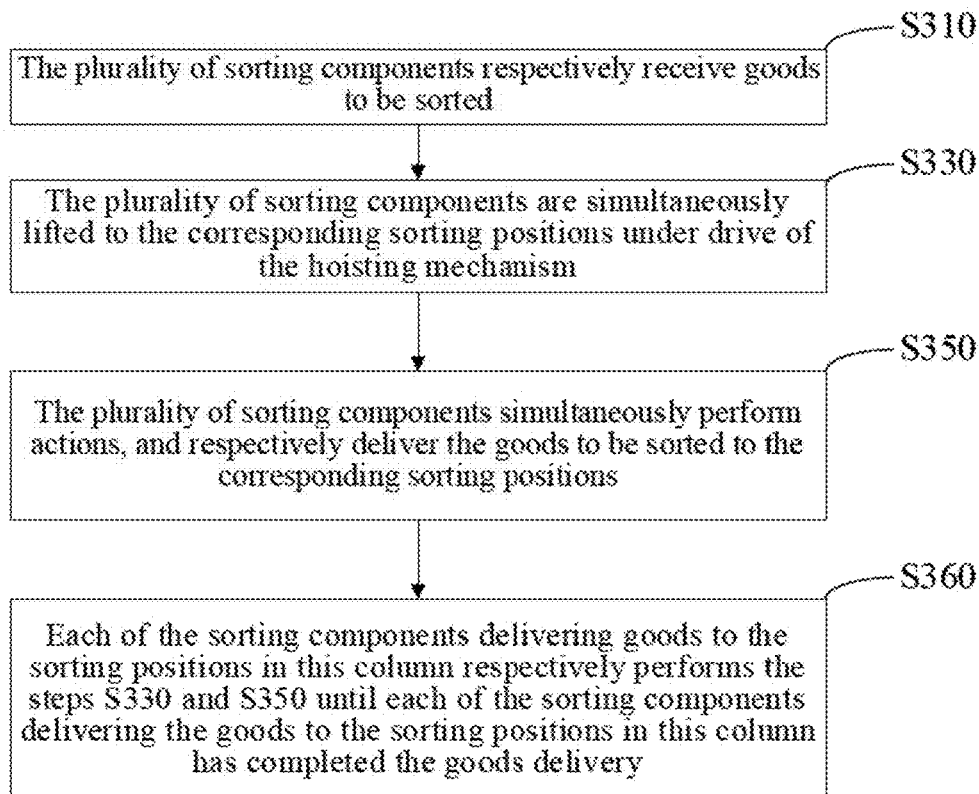 S310
The plurality of sorting components respectively receive goods
to be sorted
S330
The plurality of sorting components are simultaneously
lifted to the corresponding sorting positions under drive of
the hoisting mechanism
S350
The plurality of sorting components simultaneously perform
actions, and respectively deliver the goods to be sorted to the
corresponding sorting positions
S360
Each of the sorting components delivering goods to the
sorting positions in this column respectively performs the
steps S330 and S350 until each of the sorting components
delivering the goods to the sorting positions in this column
has completed the goods delivery